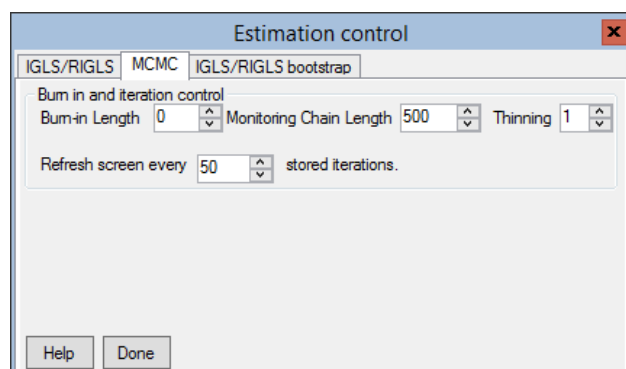 Estimation control
IGLS/RIGLS MCMC IGLS/RIGLS bootstrap
Burn in and iteration control
Burn-in Length 0 Monitoring Chain Length 500 Thinning 1
Refresh screen every 50 stored iterations.
Help Done